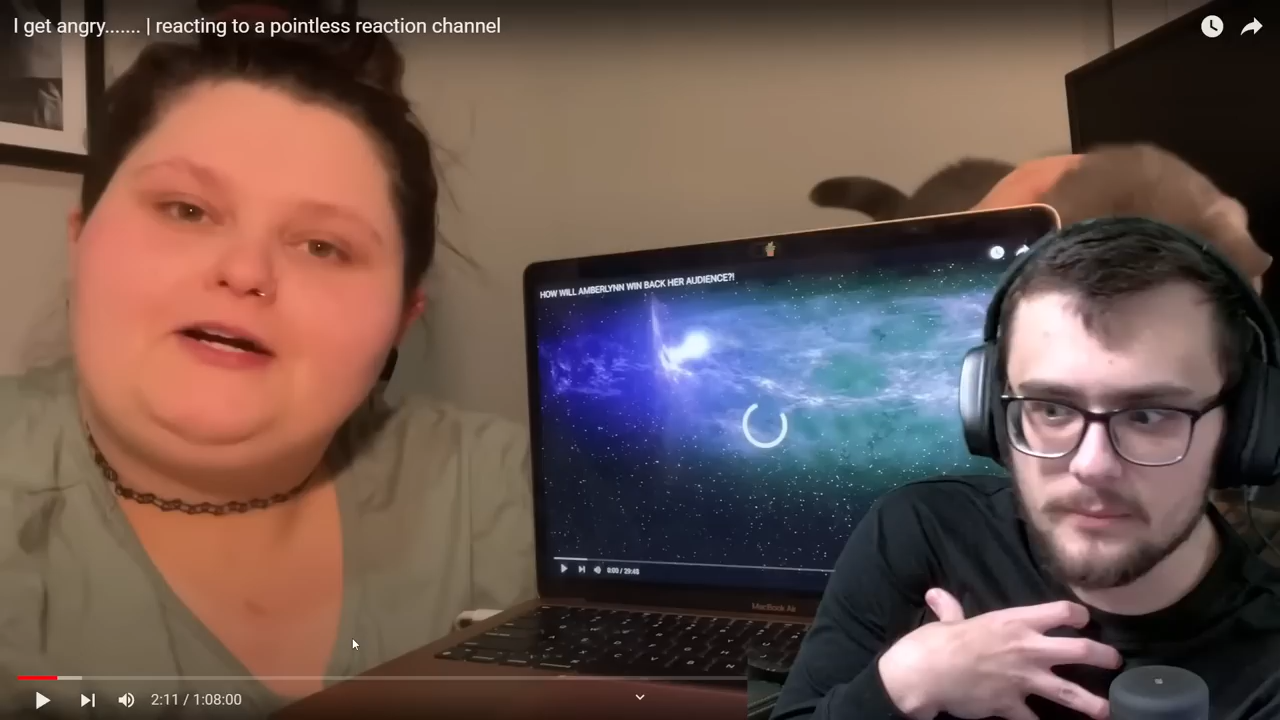 I get angry....... | reacting to a pointless reaction channel
HOW WILL AMBERLYNN WIN BACK HER AUDIENCE?!
0:00 / 29:48
MacBook Air
2:11 / 1:08:00